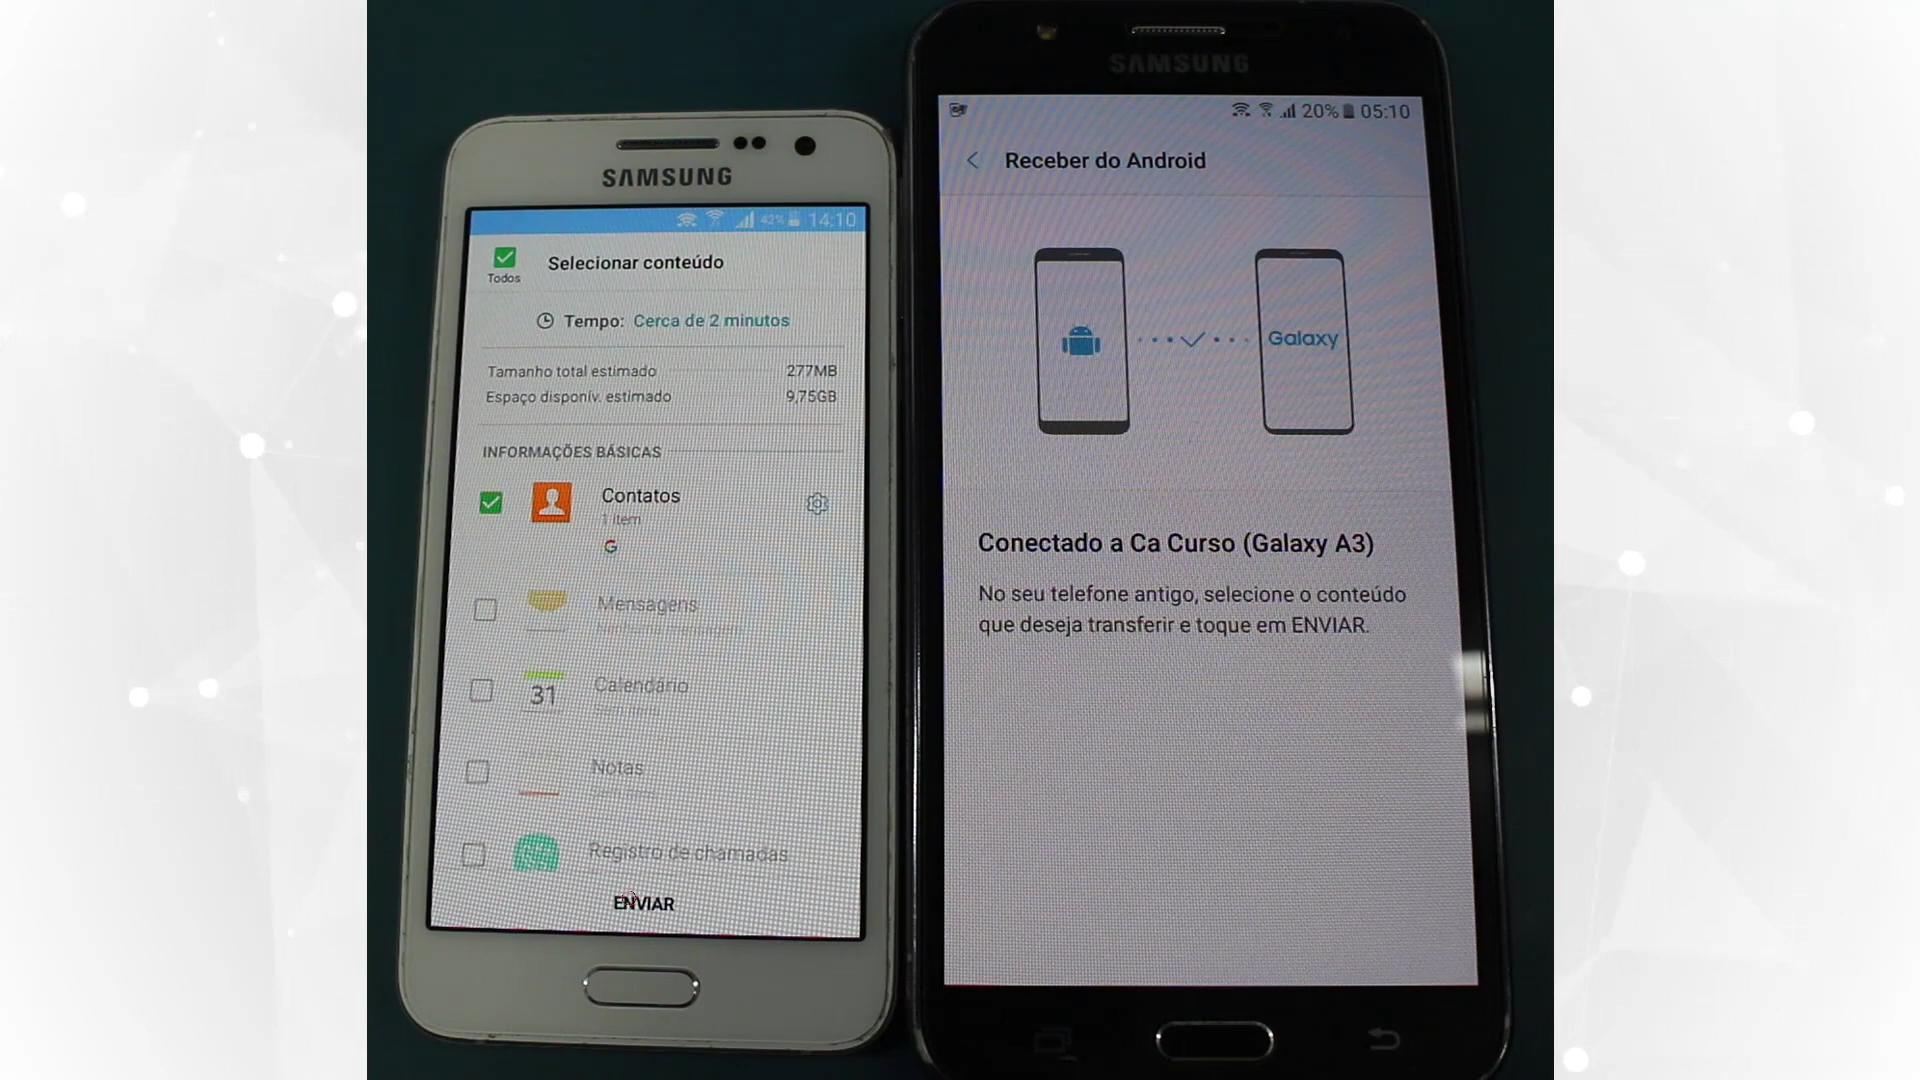 SAMSUNG
42% 14:10
Todos
Selecionar conteúdo
Tempo: Cerca de 2 minutos
Tamanho total estimado 277MB
Espaço disponív. estimado 9,75GB
INFORMAÇÕES BÁSICAS
Contatos
1 item
G
Mensagens
Calendário
31
Notas
Registro de chamadas
ENVIAR
SAMSUNG
20% 05:10
Receber do Android
Galaxy
Conectado a Ca Curso (Galaxy A3)
No seu telefone antigo, selecione o conteúdo
que deseja transferir e toque em ENVIAR.